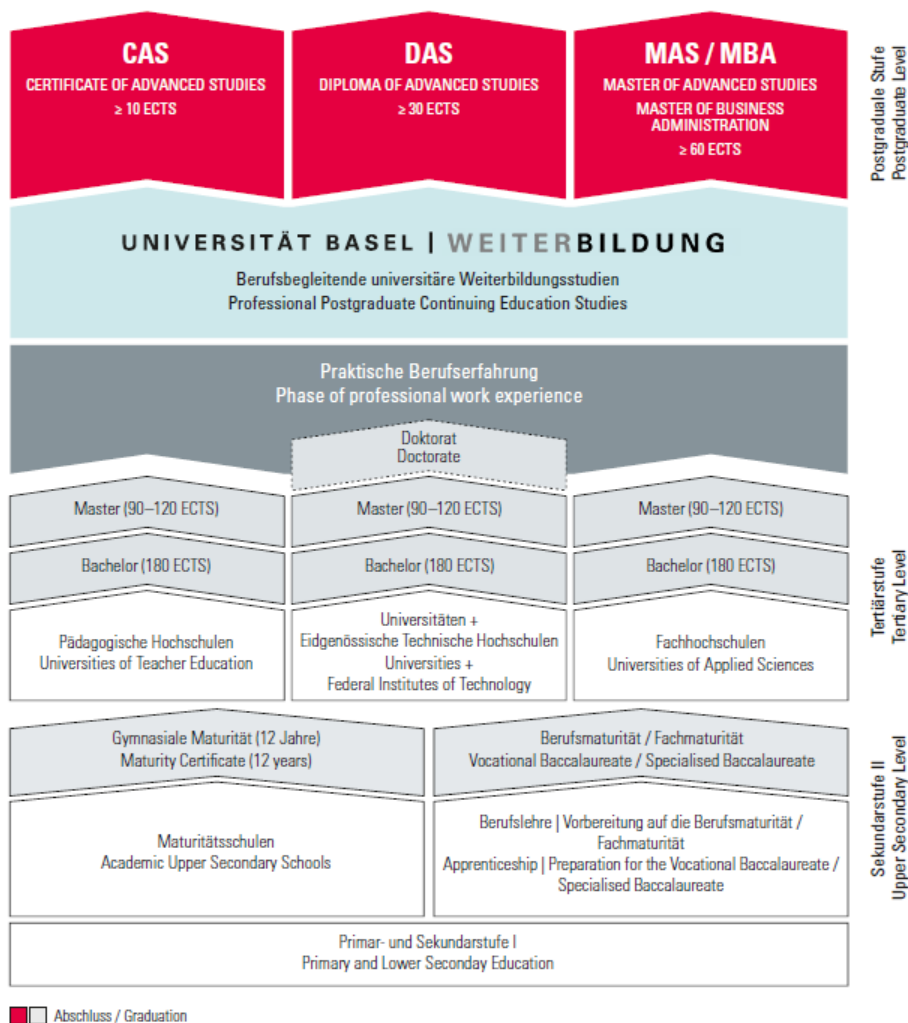 CAS
CERTIFICATE OF ADVANCED STUDIES
≥ 10 ECTS
DAS
DIPLOMA OF ADVANCED STUDIES
≥ 30 ECTS
MAS / MBA
MASTER OF ADVANCED STUDIES
MASTER OF BUSINESS
ADMINISTRATION
≥ 60 ECTS
Postgraduale Stufe
Postgraduate Level
UNIVERSITÄT BASEL | WEITERBILDUNG
Berufsbegleitende universitäre Weiterbildungsstudien
Professional Postgraduate Continuing Education Studies
Praktische Berufserfahrung
Phase of professional work experience
Doktorat
Doctorate
Master (90–120 ECTS)
Master (90–120 ECTS)
Master (90–120 ECTS)
Bachelor (180 ECTS)
Bachelor (180 ECTS)
Bachelor (180 ECTS)
Pädagogische Hochschulen
Universities of Teacher Education
Universitäten +
Eidgenössische Technische Hochschulen
Universities +
Federal Institutes of Technology
Fachhochschulen
Universities of Applied Sciences
Tertiärstufe
Tertiary Level
Gymnasiale Maturität (12 Jahre)
Maturity Certificate (12 years)
Berufsmaturität / Fachmaturität
Vocational Baccalaureate / Specialised Baccalaureate
Maturitätsschulen
Academic Upper Secondary Schools
Berufslehre | Vorbereitung auf die Berufsmaturität /
Fachmaturität
Apprenticeship | Preparation for the Vocational Baccalaureate /
Specialised Baccalaureate
Sekundarstufe II
Upper Secondary Level
Primar- und Sekundarstufe I
Primary and Lower Seconday Education
Abschluss / Graduation